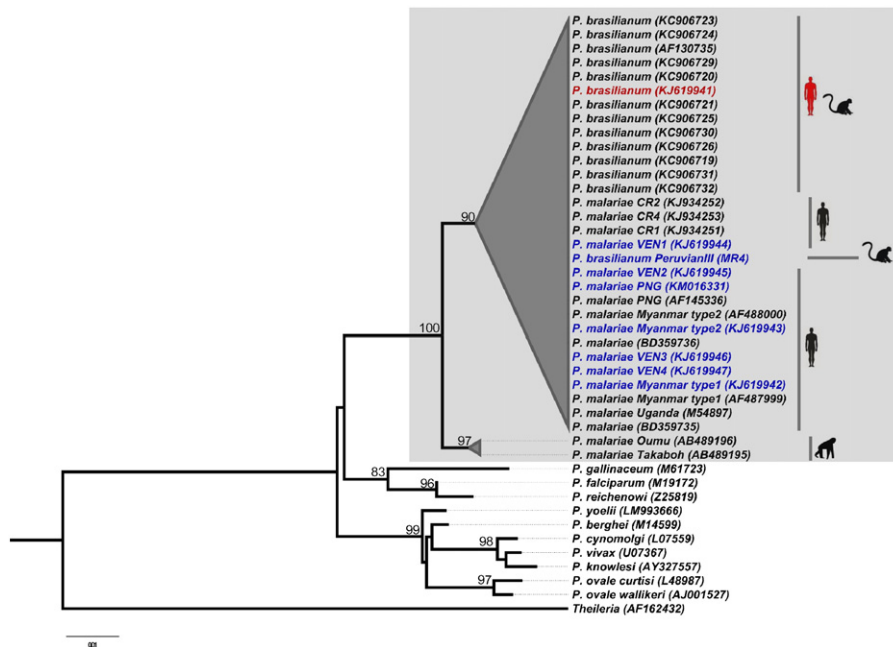 P. brasilianum (KC906723)
P. brasilianum (KC906724)
P. brasilianum (AF130735)
P. brasilianum (KC906729)
P. brasilianum (KC906720)
P. brasilianum (KJ619941)
P. brasilianum (KC906721)
P. brasilianum (KC906725)
P. brasilianum (KC906730)
P. brasilianum (KC906726)
P. brasilianum (KC906719)
P. brasilianum (KC906731)
P. brasilianum (KC906732)
P. malariae CR2 (KJ934252)
P. malariae CR4 (KJ934253)
90
P. malariae CR1 (KJ934251)
P. malariae VEN1 (KJ619944)
P. brasilianum PeruvianIII (MR4)
P. malariae VEN2 (KJ619945)
P. malariae PNG (KM016331)
P. malariae PNG (AF145336)
P. malariae Myanmar type2 (AF488000)
100
P. malariae Myanmar type2 (KJ619943)
P. malariae (BD359736)
P. malariae VEN3 (KJ619946)
P. malariae VEN4 (KJ619947)
P. malariae Myanmar type1 (KJ619942)
P. malariae Myanmar type1 (AF487999)
P. malariae Uganda (M54897)
P. malariae (BD359735)
97
P. malariae Oumu (AB489196)
P. malariae Takaboh (AB489195)
83
P. gallinaceum (M61723)
96
P. falciparum (M19172)
P. reichenowi (Z25819)
P. yoelii (LM993666)
99
P. berghei (M14599)
98
P. cynomolgi (L07559)
P. vivax (U07367)
P. knowlesi (AY327557)
97
P. ovale curtisi (L48987)
P. ovale wallikeri (AJ001527)
Theileria (AF162432)